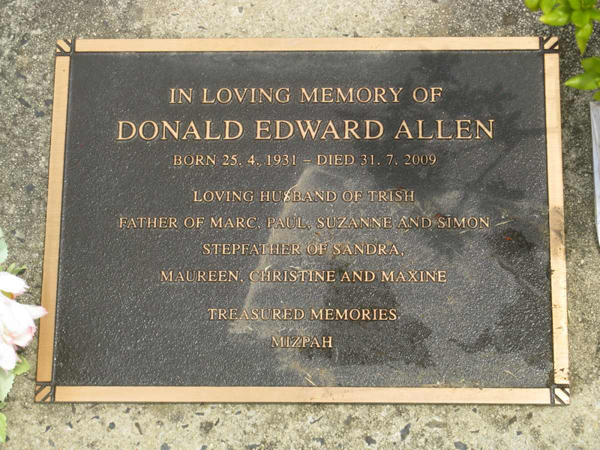 IN LOVING MEMORY OF
DONALD EDWARD ALLEN
BORN 25. 4. 1931 – DIED 31. 7. 2009
LOVING HUSBAND OF TRISH
FATHER OF MARC, PAUL, SUZANNE AND SIMON
STEPFATHER OF SANDRA,
MAUREEN, CHRISTINE AND MAXINE
TREASURED MEMORIES
MIZPAH